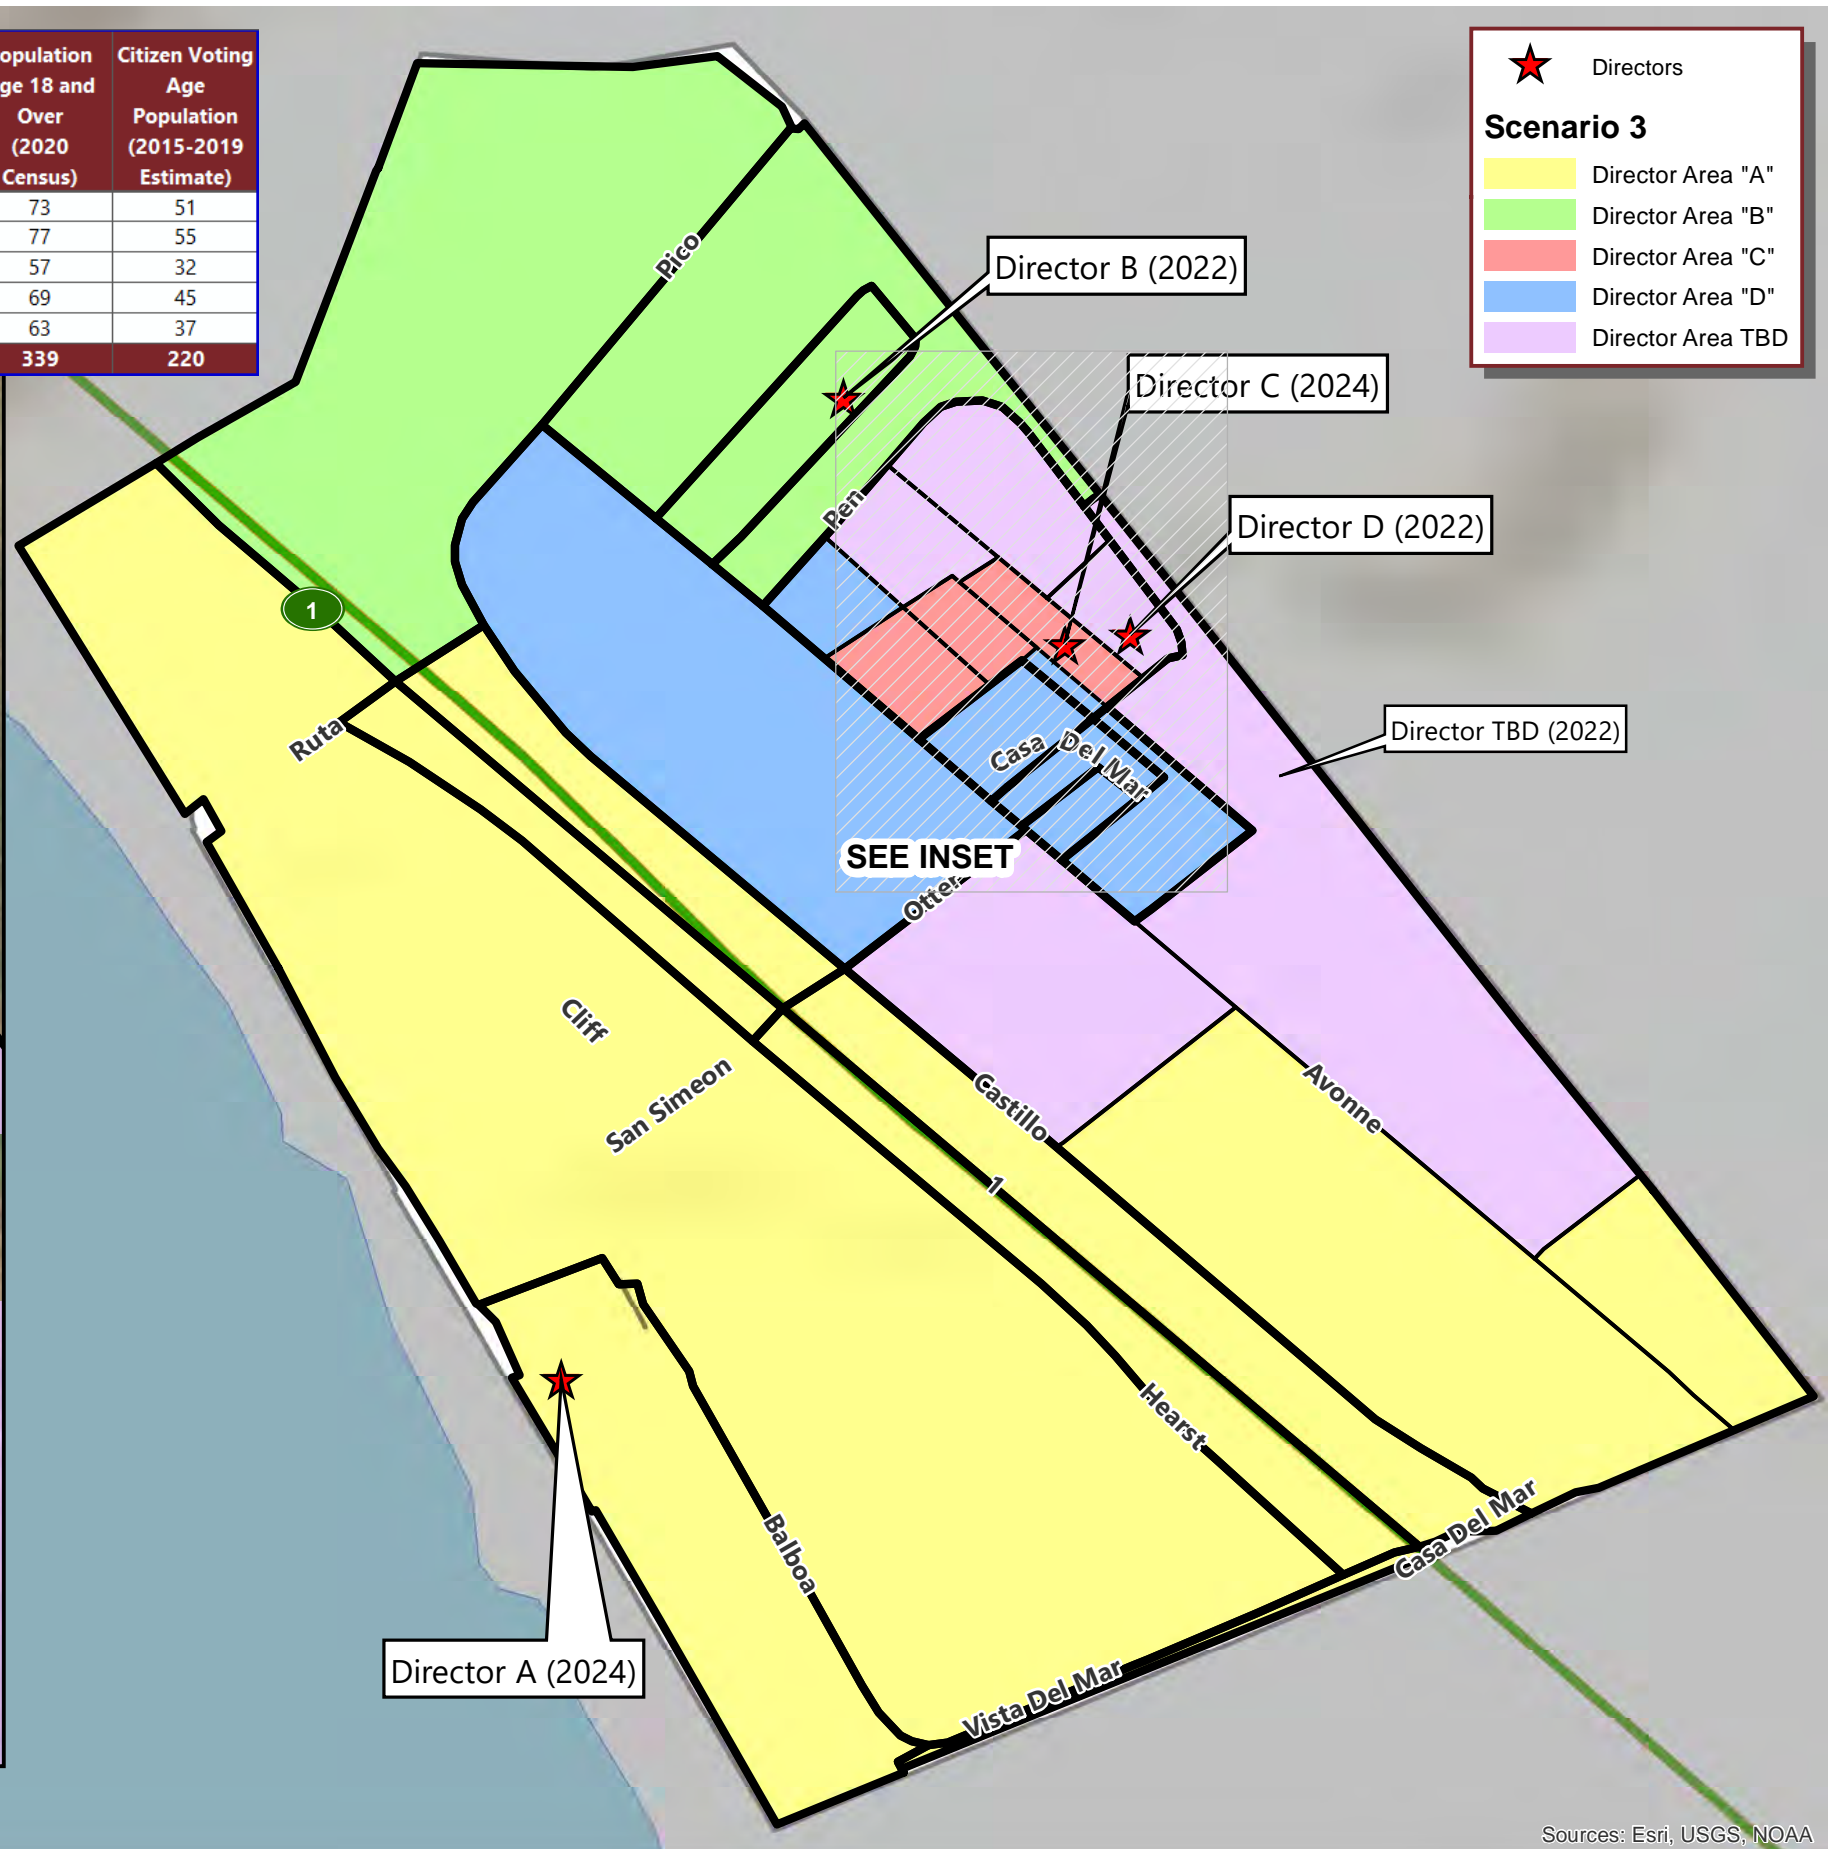 opulation
ge 18 and
Over
(2020
Census)
Citizen Voting
Age
Population
(2015-2019
Estimate)
73 51
77 55
57 32
69 45
63 37
339 220
Directors
Scenario 3
Director Area "A"
Director Area "B"
Director Area "C"
Director Area "D"
Director Area TBD
Pico
Director B (2022)
Director C (2024)
Pen
Director D (2022)
1
Ruta
Director TBD (2022)
Casa Del Mar
SEE INSET
Otter
Cliff
San Simeon
Castillo
Avonne
1
Hearst
Balboa
Casa Del Mar
Director A (2024)
Vista Del Mar
Sources: Esri, USGS, NOAA